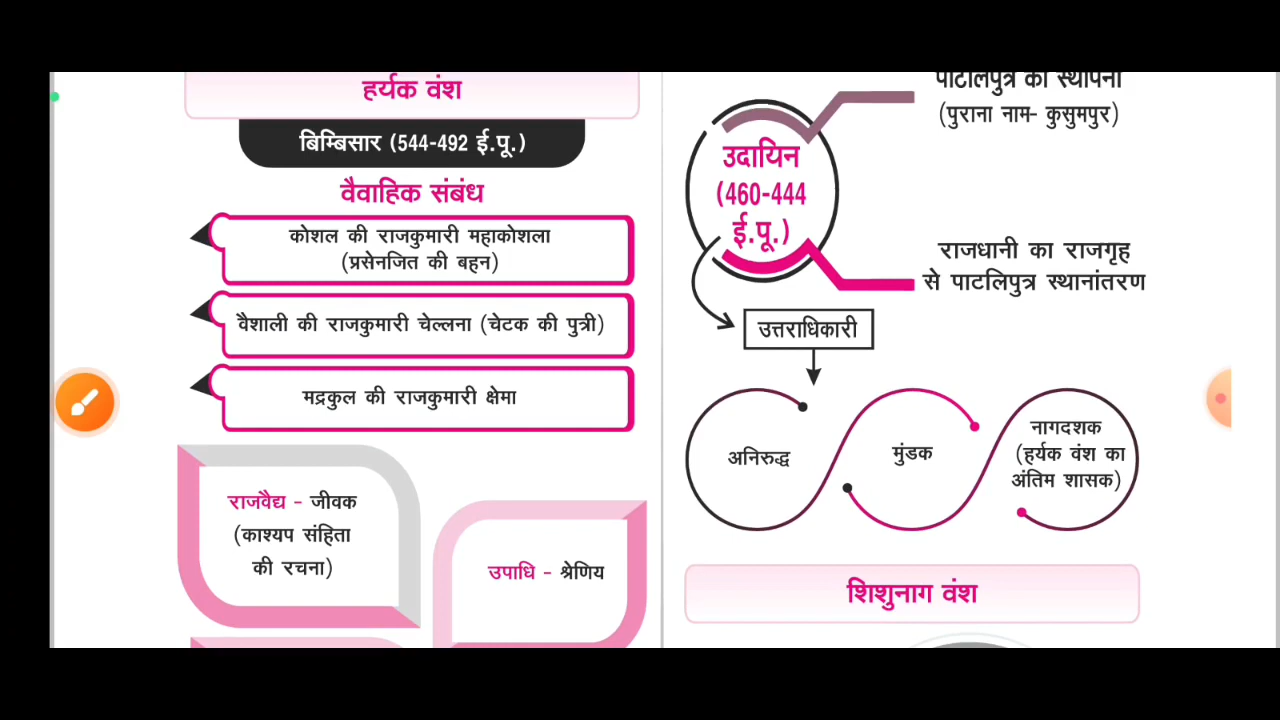 हर्यक वंश
बिम्बिसार (544-492 ई.पू.)
वैवाहिक संबंध
कोशल की राजकुमारी महाकोशला
(प्रसेनजित की बहन)
वैशाली की राजकुमारी चेल्लना (चेटक की पुत्री)
मद्रकुल की राजकुमारी क्षेमा
राजवैद्य - जीवक
(काश्यप संहिता
की रचना)
उपाधि - श्रेणिय
पाटलिपुत्र की स्थापना
(पुराना नाम- कुसुमपुर)
उदायिन
(460-444
ई.पू.)
राजधानी का राजगृह
से पाटलिपुत्र स्थानांतरण
उत्तराधिकारी
अनिरुद्ध
मुंडक
नागदशक
(हर्यक वंश का
अंतिम शासक)
शिशुनाग वंश